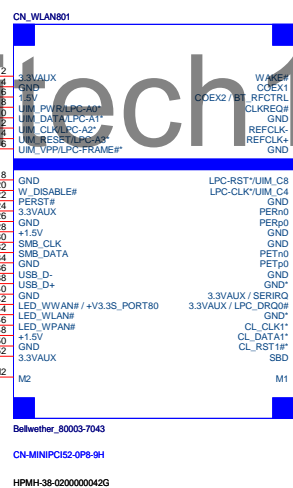 CN_WLAN801
itech1
3.3VAUX WAKE#
GND COEX1
1.5V COEX2 / BT_RFCTRL
UIM_PWR/LPC-A0* CLKREQ#
UIM_DATA/LPC-A1* GND
UIM_CLK/LPC-A2* REFCLK-
UIM_RESET/LPC-A3* REFCLK+
UIM_VPP/LPC-FRAME#* GND
GND LPC-RST*/UIM_C8
W_DISABLE# LPC-CLK*/UIM_C4
PERST# GND
3.3VAUX PERn0
GND PERp0
+1.5V GND
SMB_CLK GND
SMB_DATA PETn0
GND PETp0
USB_D- GND
USB_D+ GND*
GND 3.3VAUX / SERIRQ
LED_WWAN# / +V3.3S_PORT80 3.3VAUX / LPC_DRQ0#
LED_WLAN# GND*
LED_WPAN# CL_CLK1*
+1.5V CL_DATA1*
GND CL_RST1#*
3.3VAUX SBD
M2 M1
Bellwether_80003-7043
CN-MINIPCI52-0P8-9H
HPMH-38-0200000042G